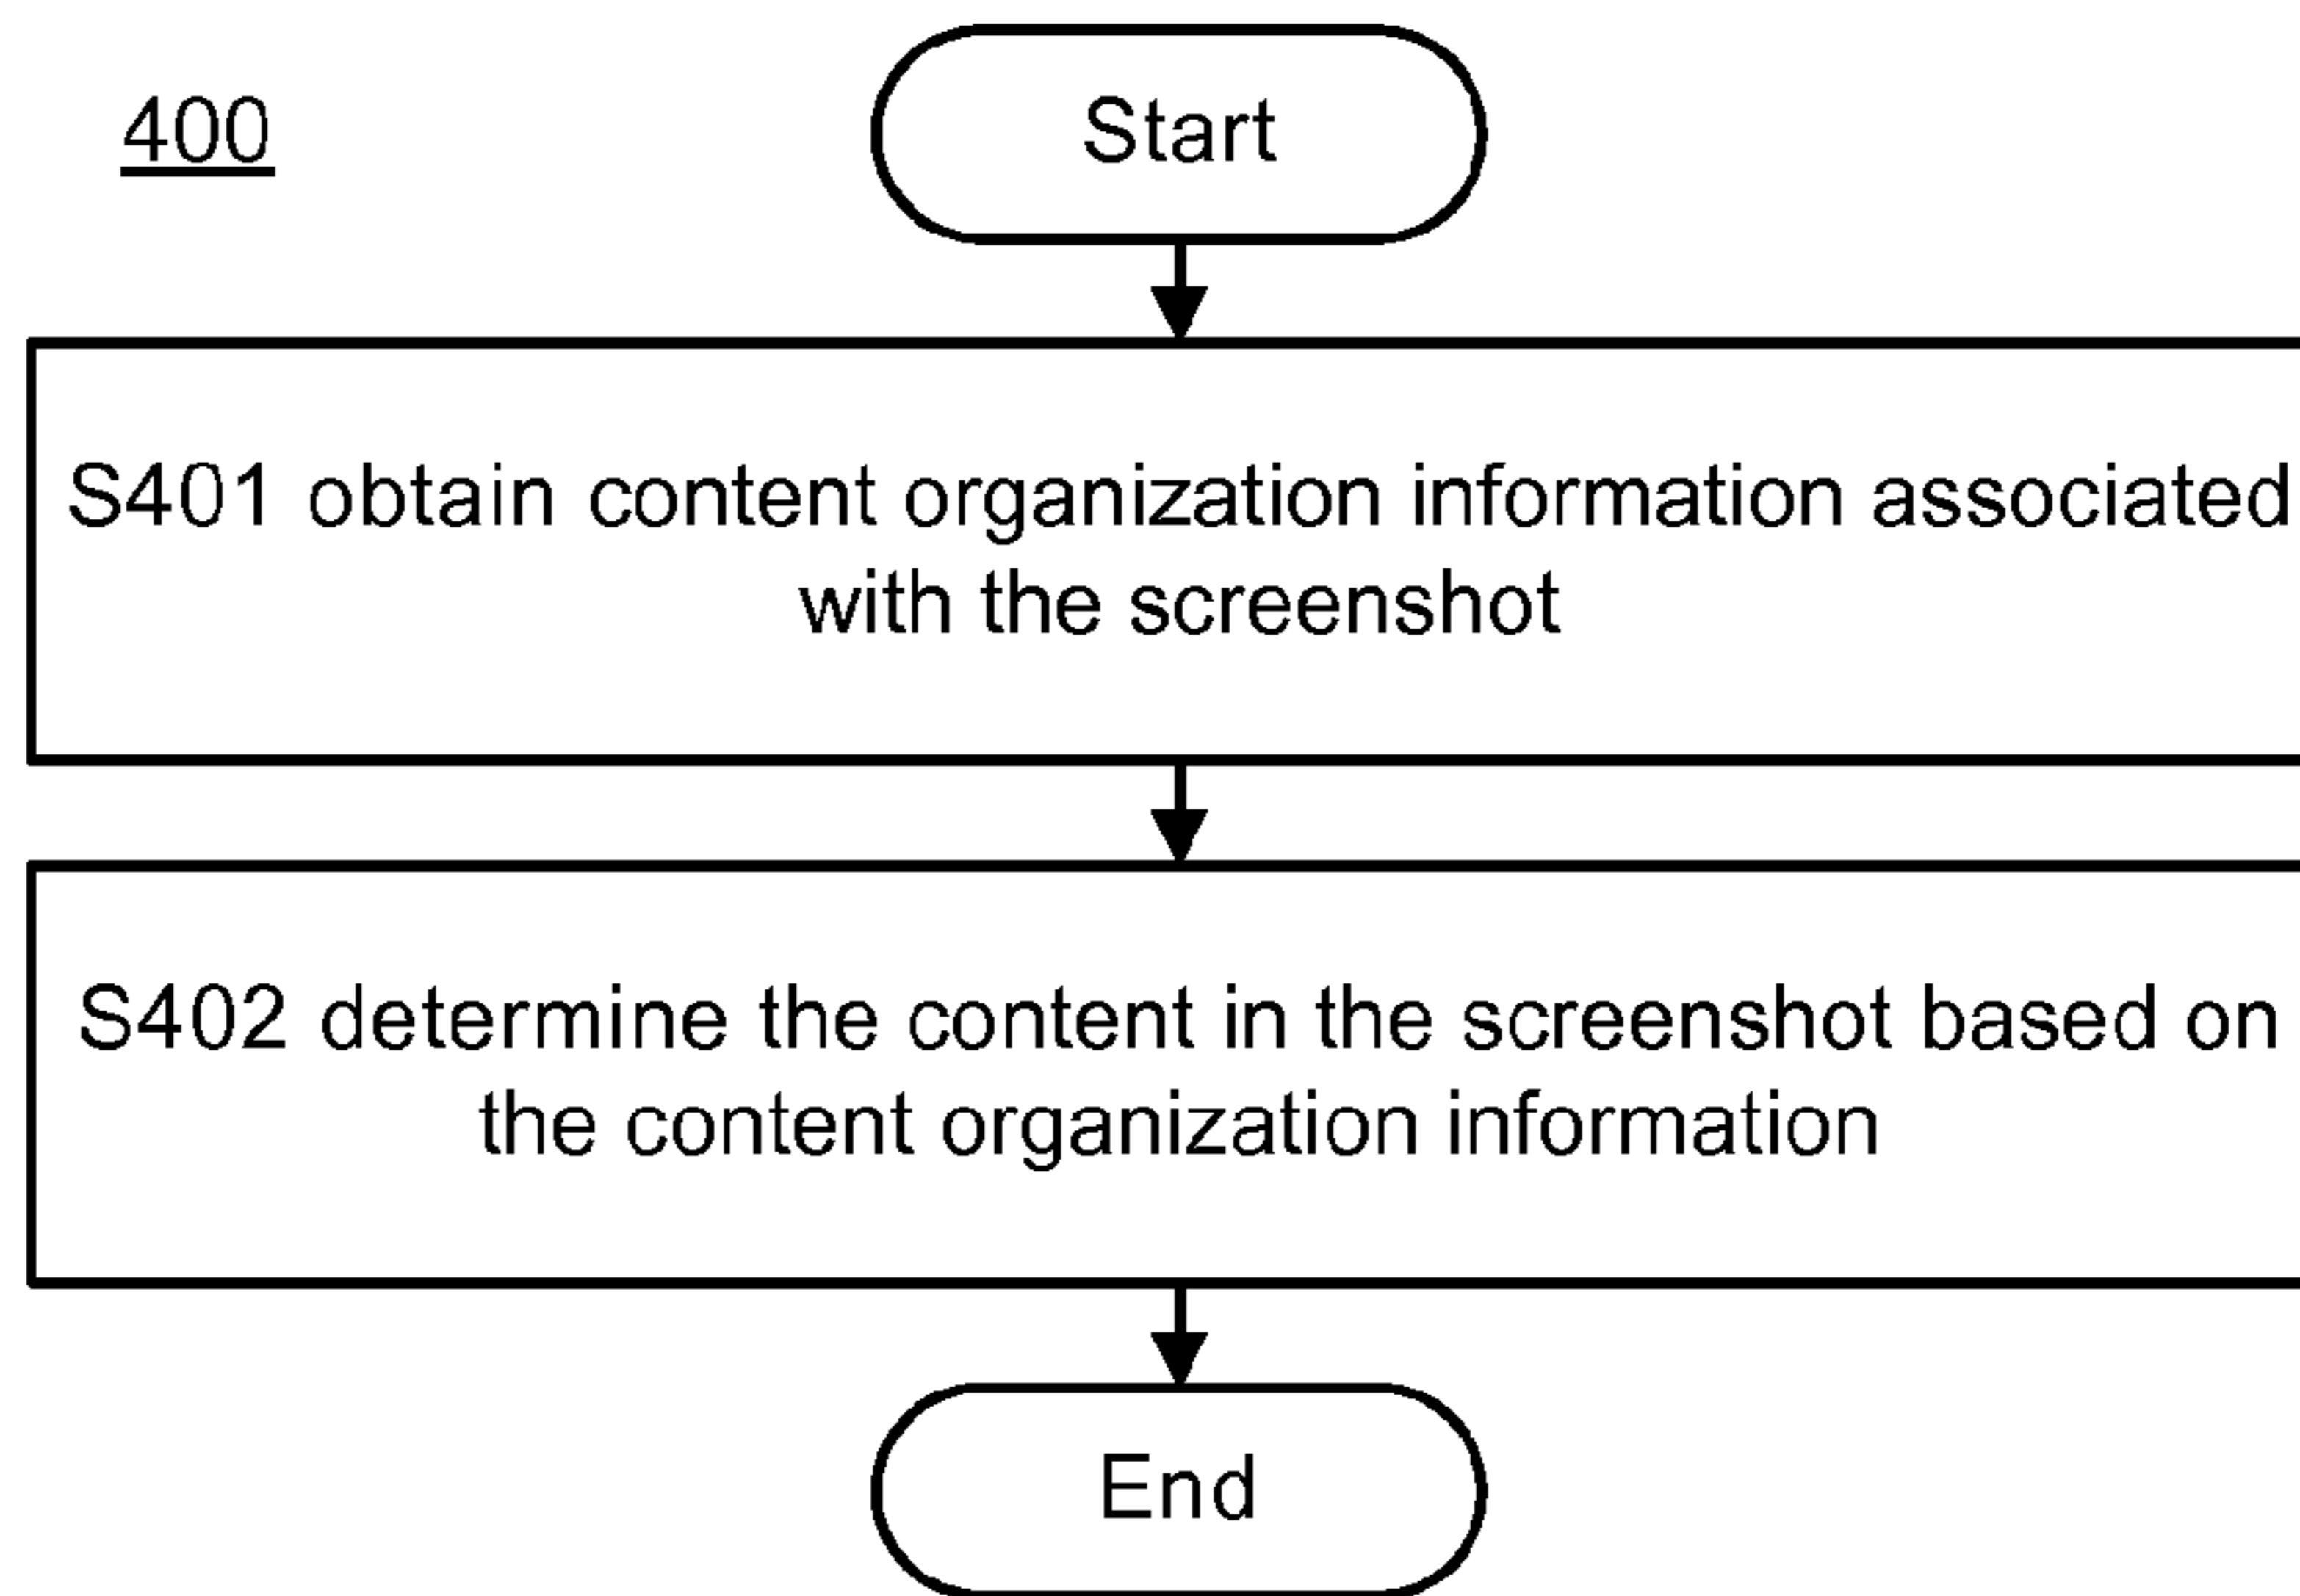 400
Start
S401 obtain content organization information associated
with the screenshot
S402 determine the content in the screenshot based on
the content organization information
End